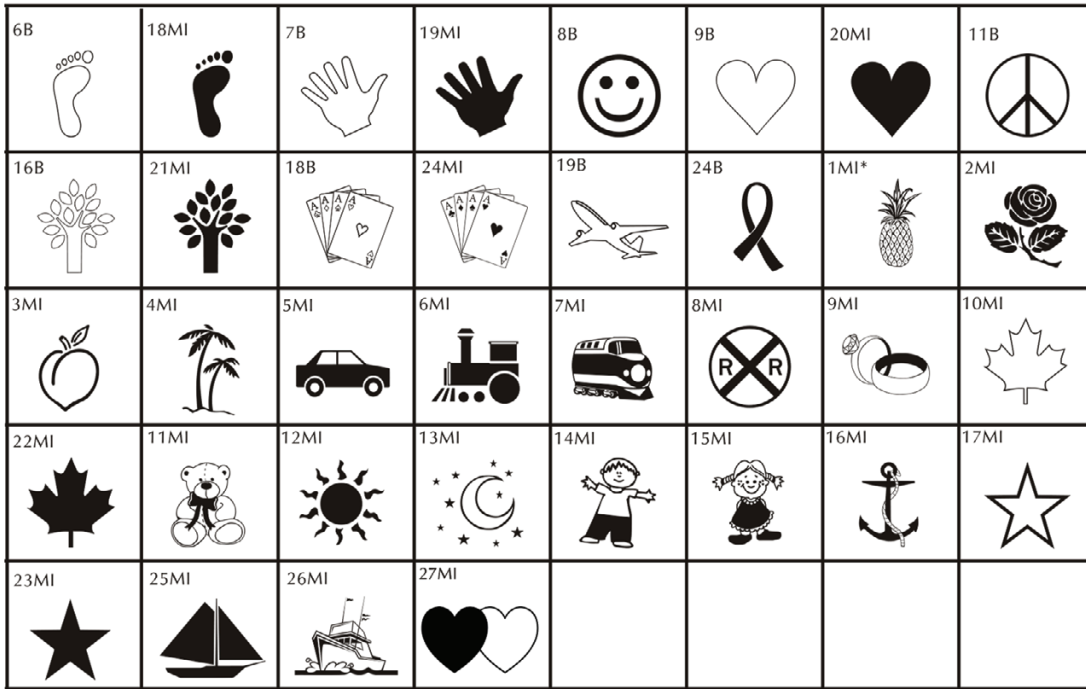 6B
18MI
7B
19MI
8B
9B
20MI
11B
16B
21MI
18B
24MI
19B
24B
1MI*
2MI
A A A A
A
A A A A
A
3MI
4MI
5MI
6MI
7MI
8MI
9MI
10MI
R R
22MI
11MI
12MI
13MI
14MI
15MI
16MI
17MI
23MI
25MI
26MI
27MI